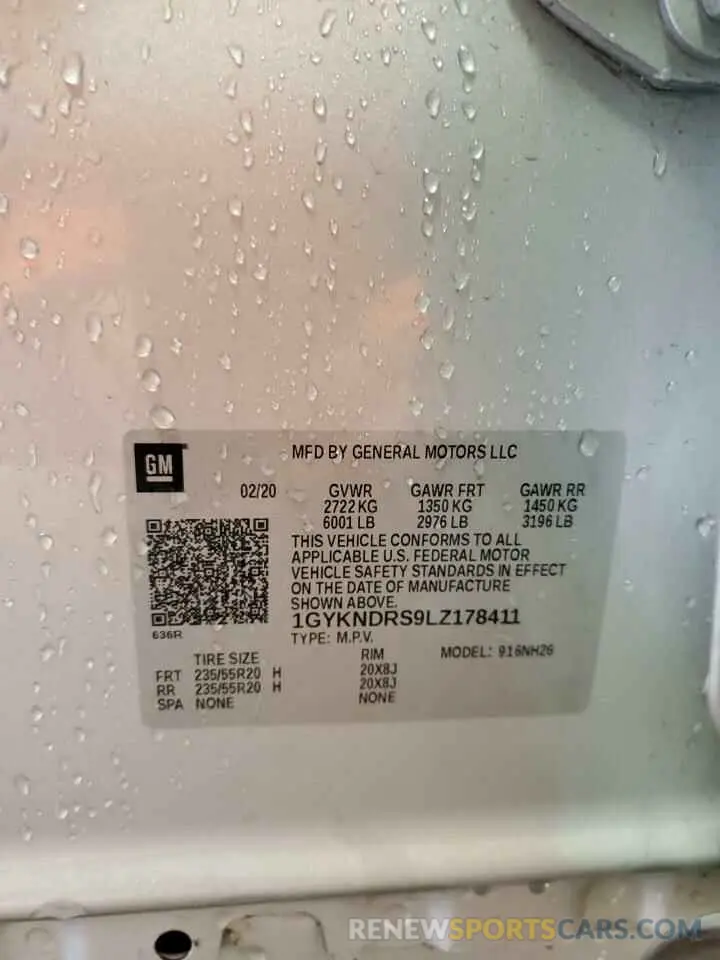 GM
MFD BY GENERAL MOTORS LLC
02/20 GVWR GAWR FRT GAWR RR
2722 KG 1350 KG 1450 KG
6001 LB 2976 LB 3196 LB
THIS VEHICLE CONFORMS TO ALL
APPLICABLE U.S. FEDERAL MOTOR
VEHICLE SAFETY STANDARDS IN EFFECT
ON THE DATE OF MANUFACTURE
SHOWN ABOVE.
1GYKNDRS9LZ178411
636R
TYPE: M.P.V.
TIRE SIZE RIM MODEL: 916NH26
FRT 235/55R20 H 20X8J
RR 235/55R20 H 20X8J
SPA NONE NONE
RENEWSPORTSCARS.COM